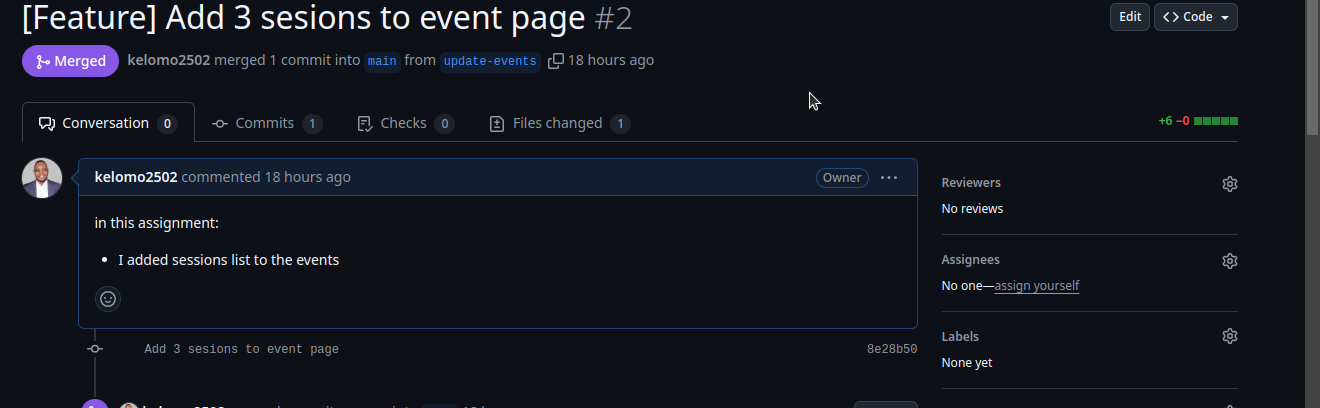 [Feature] Add 3 sesions to event page #2
Edit
Code
Merged
kelomo2502 merged 1 commit into main from update-events 18 hours ago
Conversation 0
Commits 1
Checks 0
Files changed 1
+6 −0
kelomo2502 commented 18 hours ago
Owner
in this assignment:
• I added sessions list to the events
Add 3 sesions to event page
8e28b50
Reviewers
No reviews
Assignees
No one—assign yourself
Labels
None yet